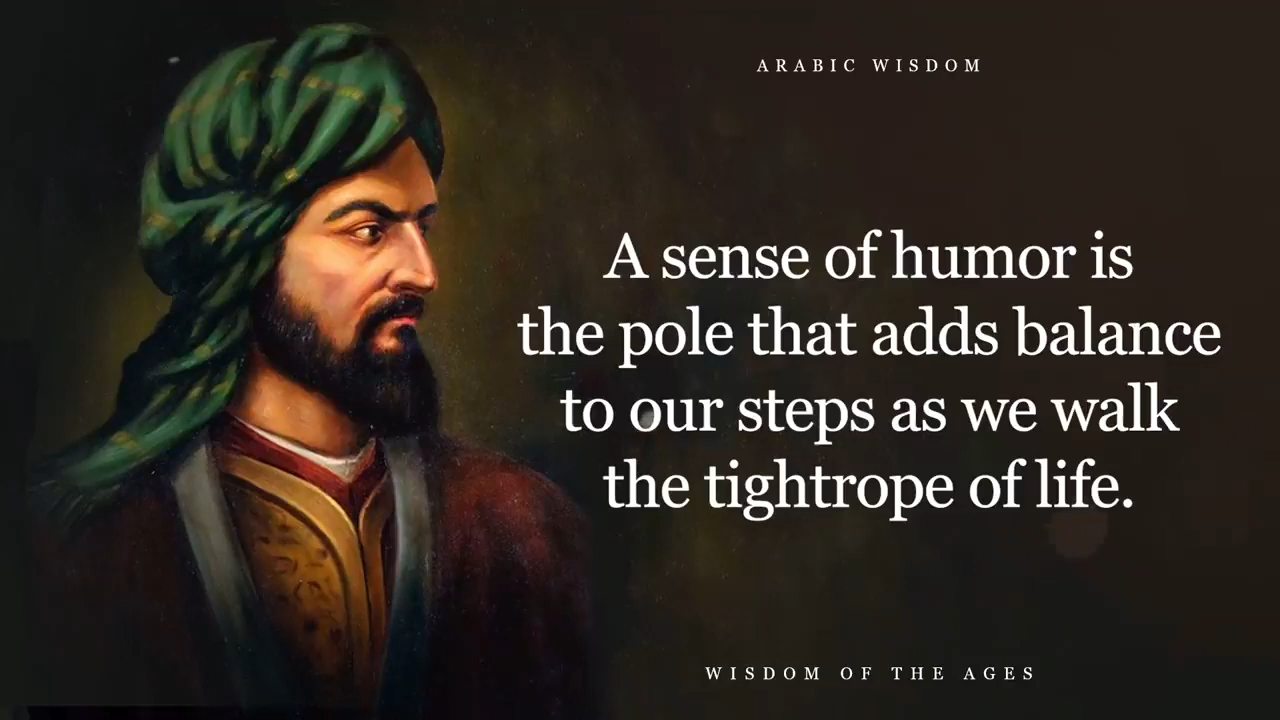 ARABIC WISDOM
A sense of humor is
the pole that adds balance
to our steps as we walk
the tightrope of life.
WISDOM OF THE AGES